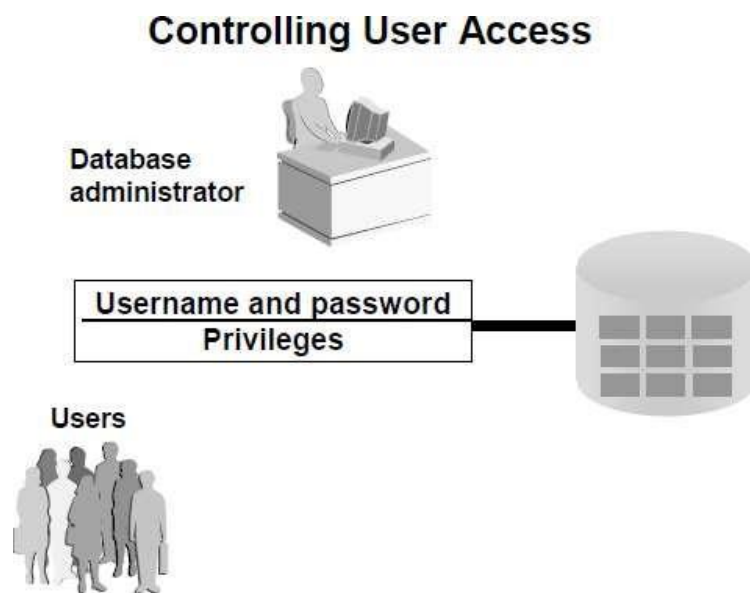 Controlling User Access
Database
administrator
Username and password
Privileges
Users